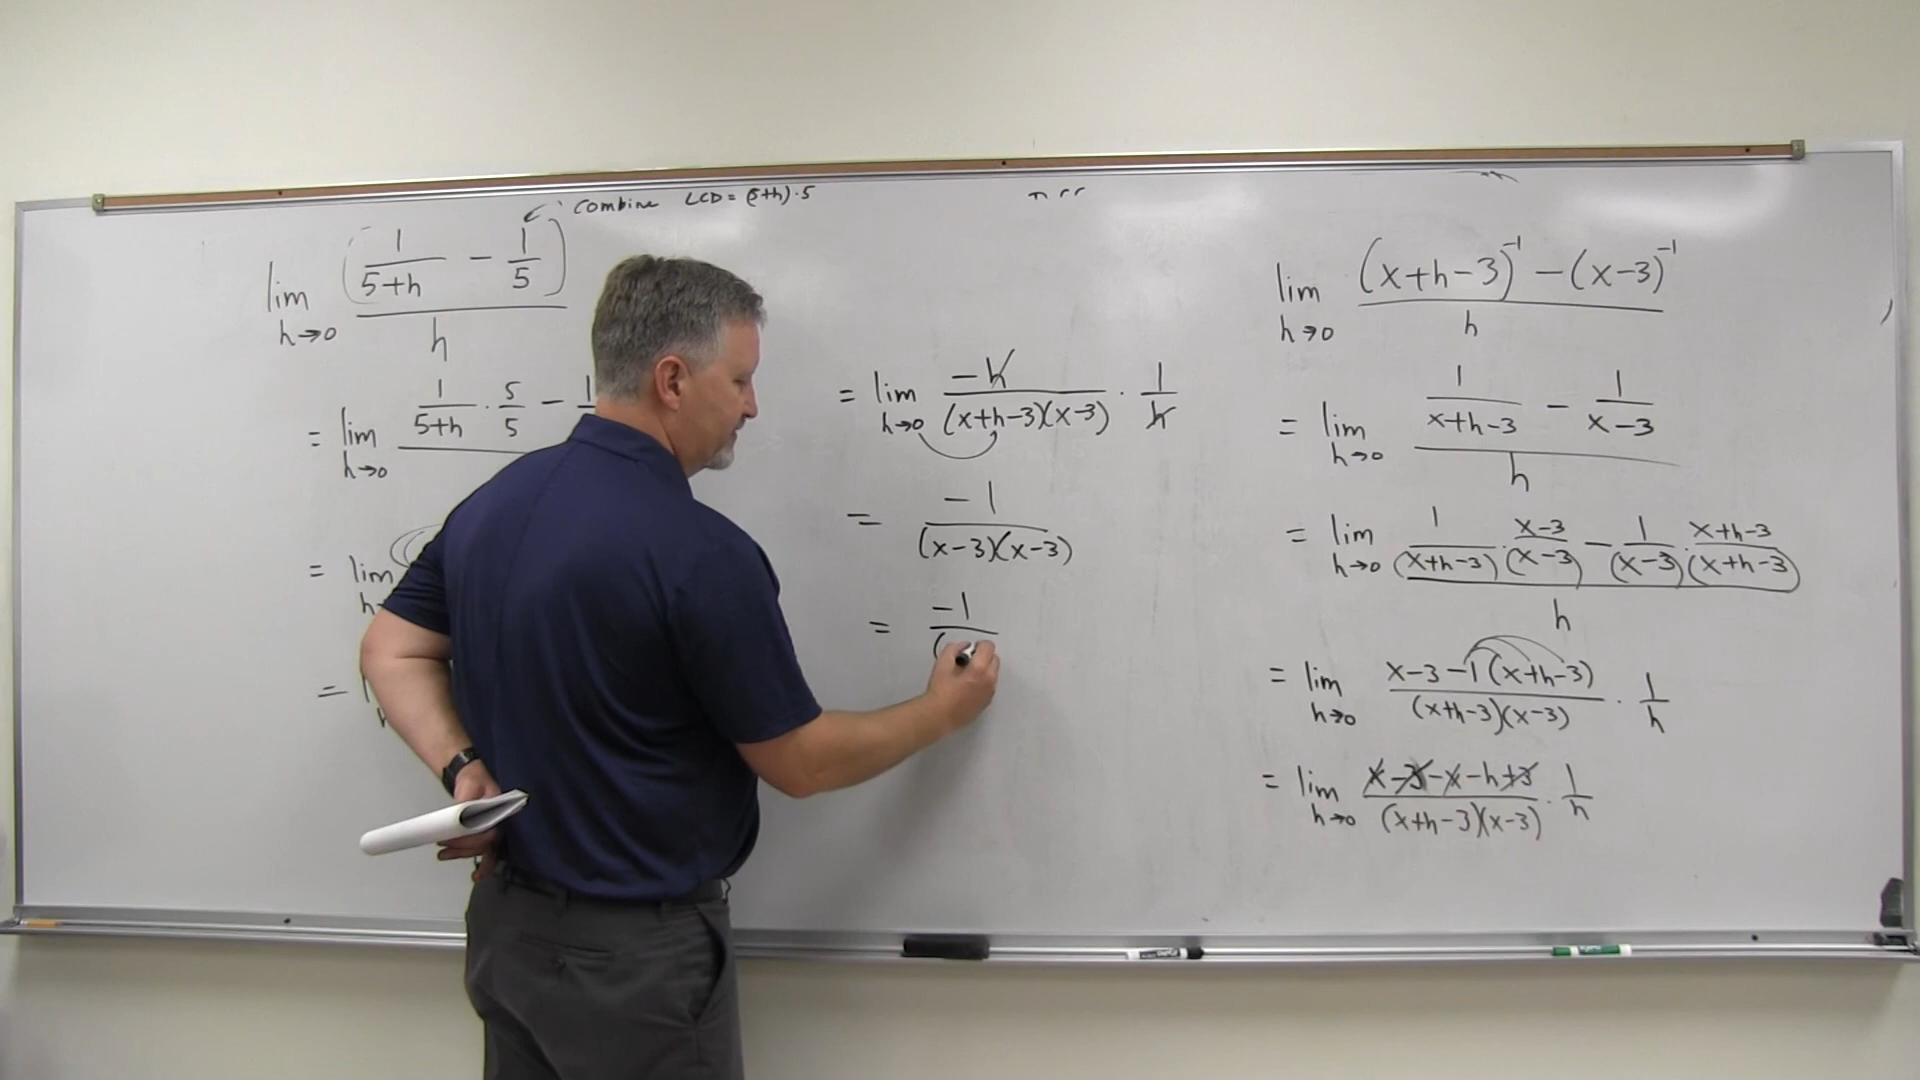 Combine LCD = (5+h)·5
lim h→0 (1/(5+h) − 1/5) / h
= lim h→0 1/(5+h) · 5/5 − 1
= lim
=
= lim h→0 −h/((x+h−3)(x−3)) · 1/h
= −1/((x−3)(x−3))
= −1/(
lim h→0 ((x+h−3)⁻¹ − (x−3)⁻¹) / h
= lim h→0 (1/(x+h−3) − 1/(x−3)) / h
= lim h→0 (1/(x+h−3) · (x−3)/(x−3) − 1/(x−3) · (x+h−3)/(x+h−3)) / h
= lim h→0 (x−3−1(x+h−3))/((x+h−3)(x−3)) · 1/h
= lim h→0 (x−3−x−h+3)/((x+h−3)(x−3)) · 1/h